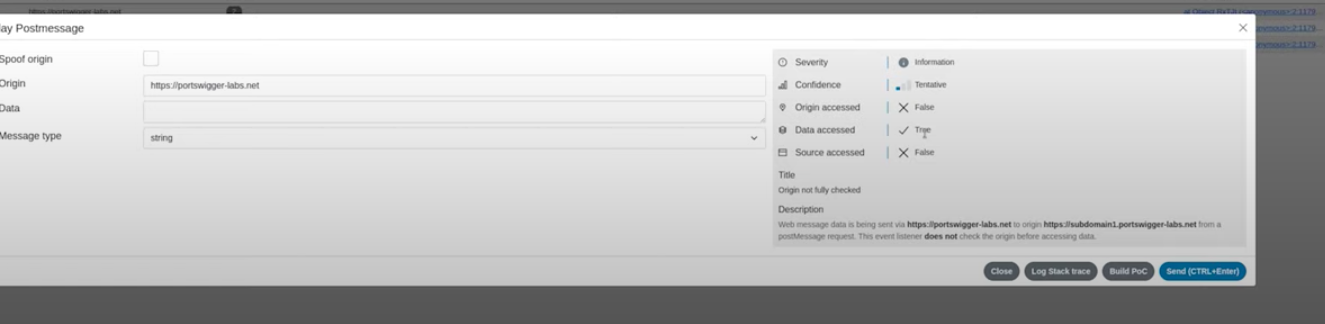 https://portswigger-labs.net
ay Postmessage
Spoof origin
Origin
https://portswigger-labs.net
Data
Message type
string
Severity
Information
Confidence
Tentative
Origin accessed
False
Data accessed
True
Source accessed
False
Title
Origin not fully checked
Description
Web message data is being sent via https://portswigger-labs.net to origin https://subdomain1.portswigger-labs.net from a
postMessage request. This event listener does not check the origin before accessing data.
Close
Log Stack trace
Build PoC
Send (CTRL+Enter)